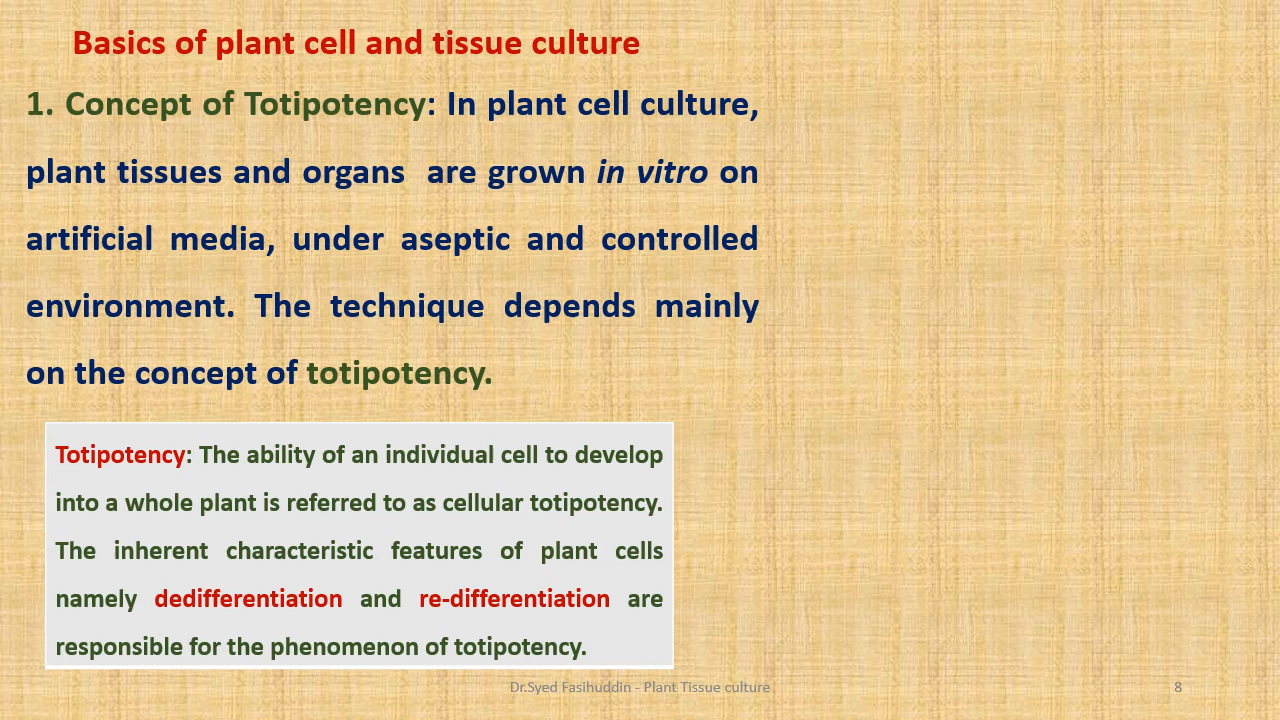 Basics of plant cell and tissue culture
1. Concept of Totipotency: In plant cell culture,
plant tissues and organs are grown in vitro on
artificial media, under aseptic and controlled
environment. The technique depends mainly
on the concept of totipotency.
Totipotency: The ability of an individual cell to develop
into a whole plant is referred to as cellular totipotency.
The inherent characteristic features of plant cells
namely dedifferentiation and re-differentiation are
responsible for the phenomenon of totipotency.
Dr.Syed Fasihuddin - Plant Tissue culture
8